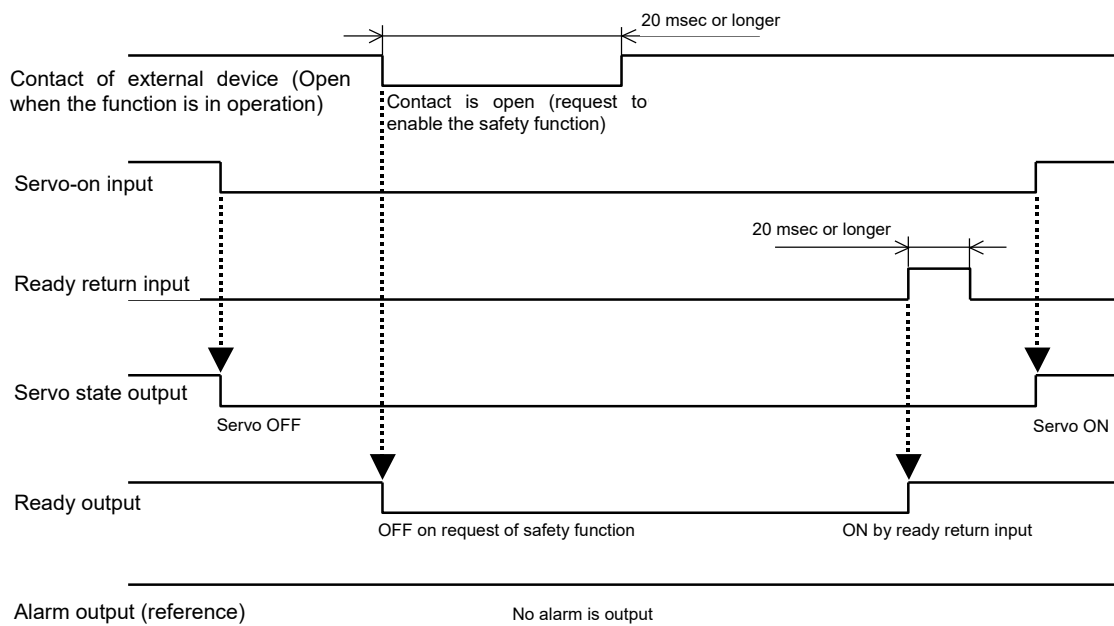 20 msec or longer
Contact of external device (Open
when the function is in operation)
Contact is open (request to
enable the safety function)
Servo-on input
20 msec or longer
Ready return input
Servo state output
Servo OFF
Servo ON
Ready output
OFF on request of safety function
ON by ready return input
Alarm output (reference)
No alarm is output